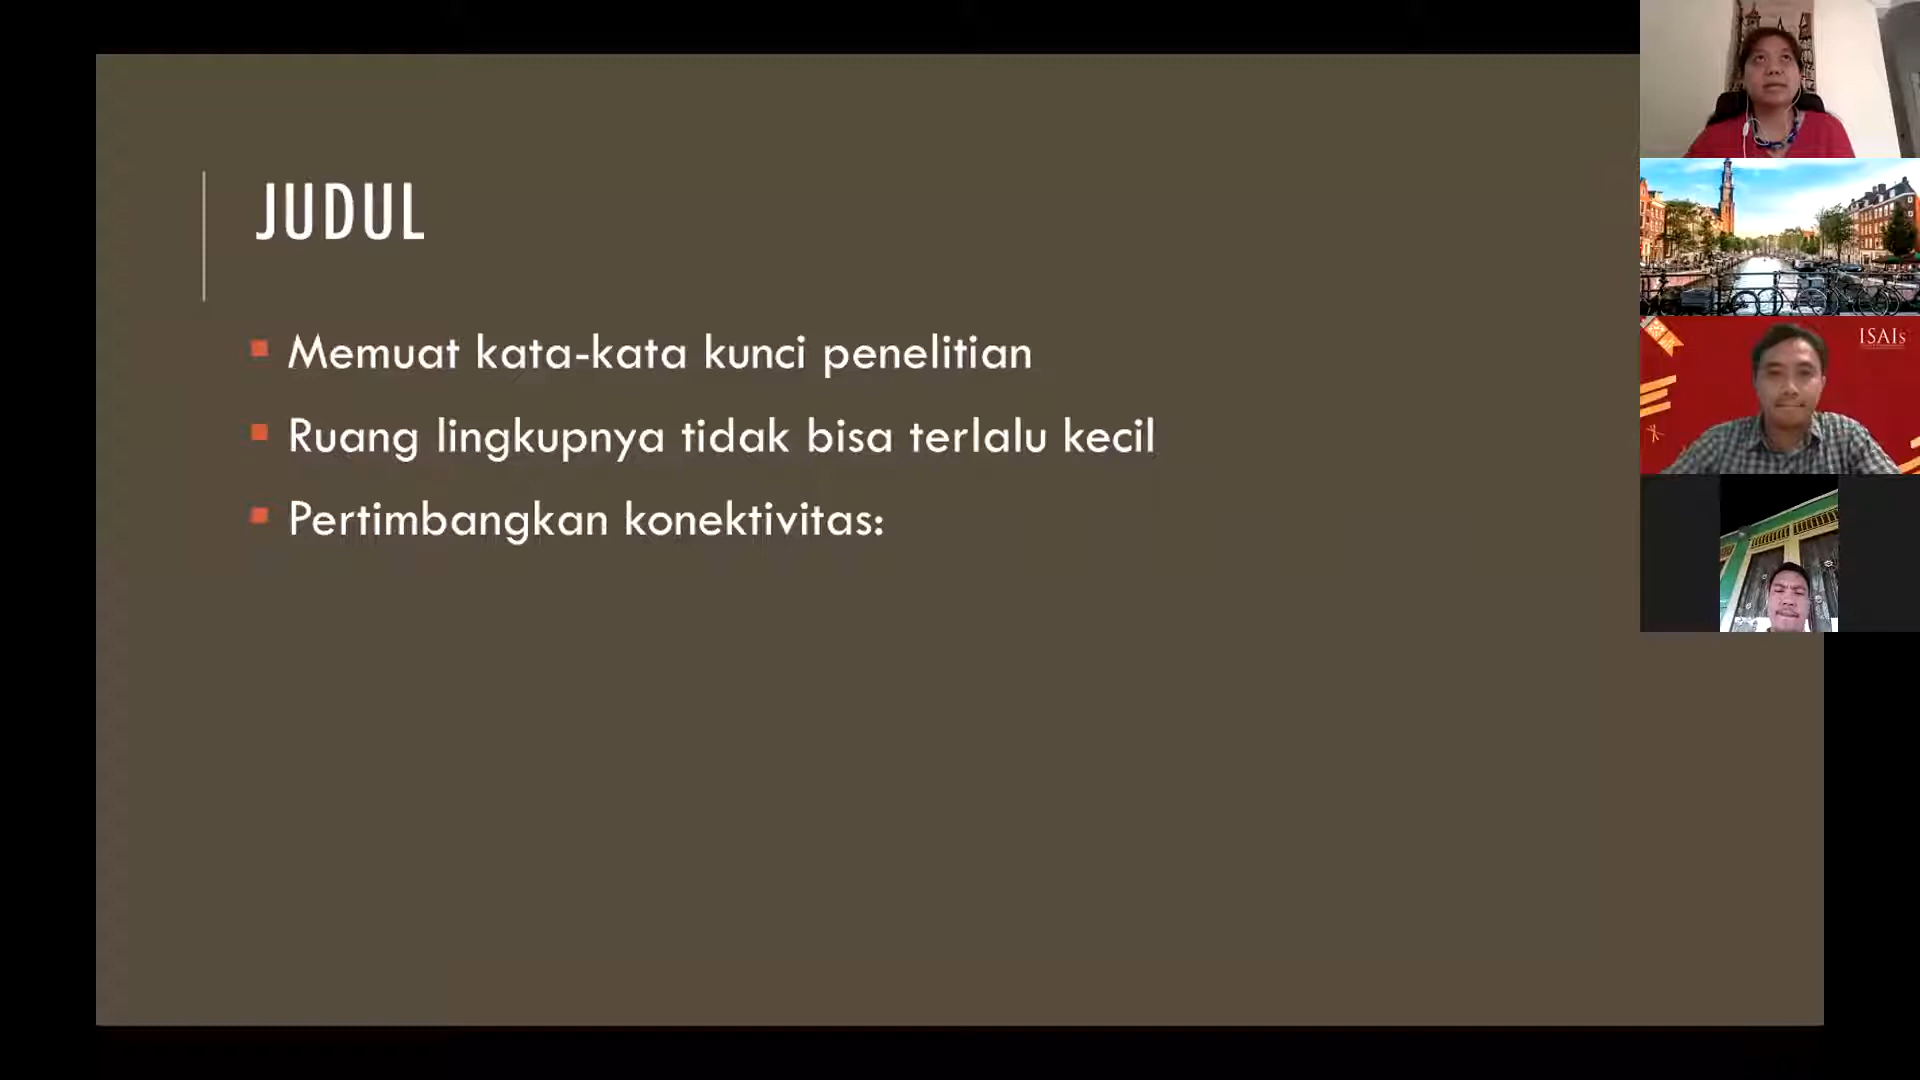 JUDUL
Memuat kata-kata kunci penelitian
Ruang lingkupnya tidak bisa terlalu kecil
Pertimbangkan konektivitas:
ISAIs